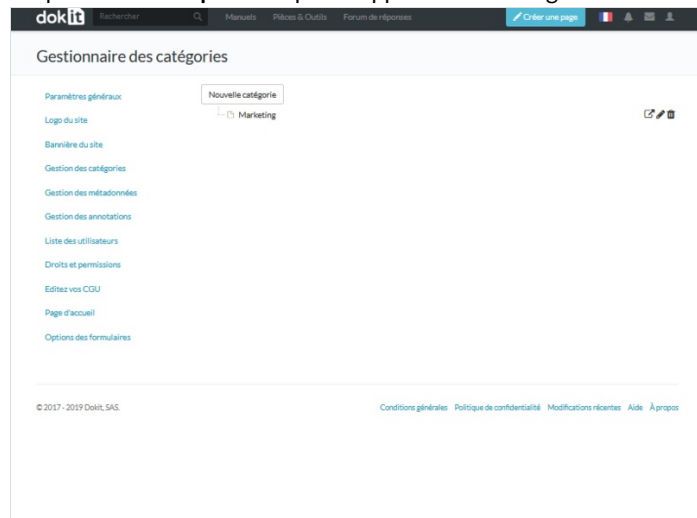 dokit Rechercher Manuels Pièces & Outils Forum de réponses Créer une page
Gestionnaire des catégories
Paramètres généraux
Nouvelle catégorie
Marketing
Logo du site
Bannière du site
Gestion des catégories
Gestion des métadonnées
Gestion des annotations
Liste des utilisateurs
Droits et permissions
Editez vos CGU
Page d'accueil
Options des formulaires
© 2017 - 2019 Dokit, SAS. Conditions générales Politique de confidentialité Modifications récentes Aide À propos